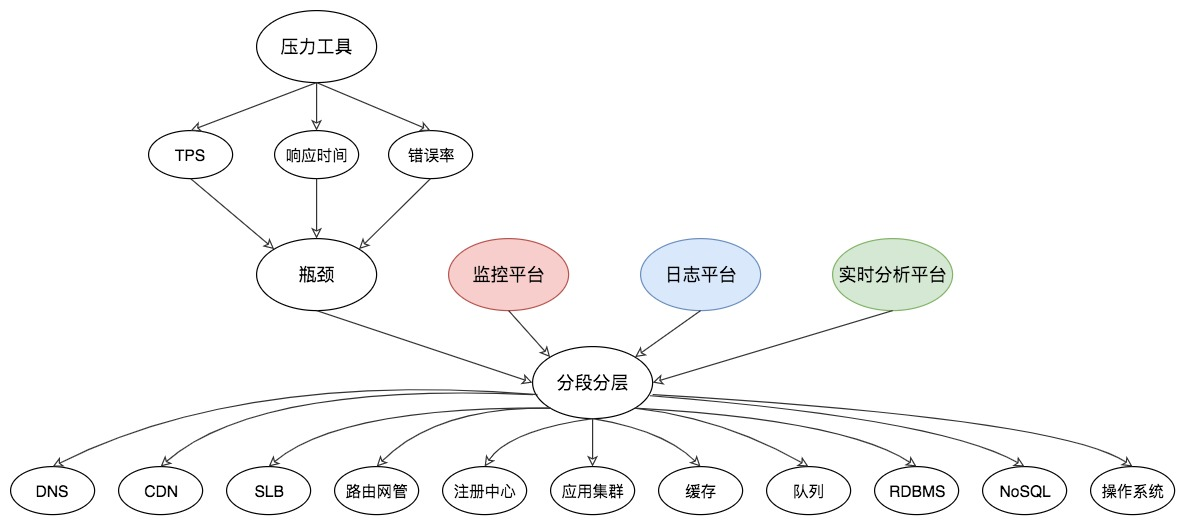 压力工具
TPS
响应时间
错误率
瓶颈
监控平台
日志平台
实时分析平台
分段分层
DNS
CDN
SLB
路由网管
注册中心
应用集群
缓存
队列
RDBMS
NoSQL
操作系统